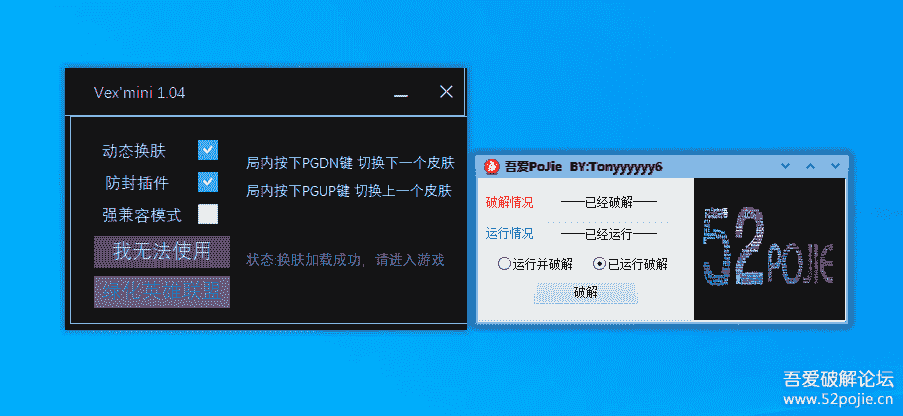 Vex'mini 1.04
动态换肤
防封插件
强兼容模式
我无法使用
绿化英雄联盟
局内按下PGDN键 切换下一个皮肤
局内按下PGUP键 切换上一个皮肤
状态:换肤加载成功，请进入游戏
吾爱PoJie BY:Tonyyyyyy6
破解情况 ——已经破解——
运行情况 ——已经运行——
运行并破解 已运行破解
破解
52POJIE
吾爱破解论坛
www.52pojie.cn